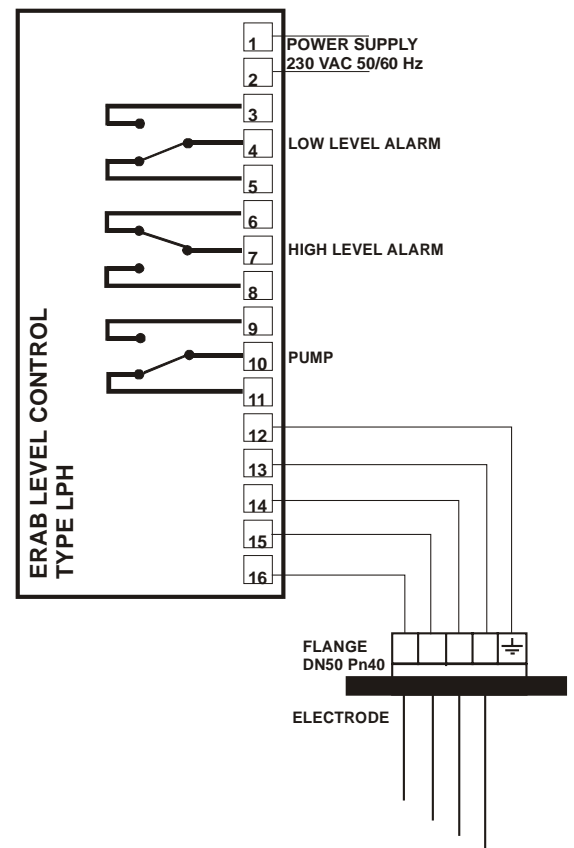 1
POWER SUPPLY
230 VAC 50/60 Hz
2
3
4
LOW LEVEL ALARM
5
6
7
HIGH LEVEL ALARM
8
9
10
PUMP
11
12
13
14
15
16
ERAB LEVEL CONTROL
TYPE LPH
FLANGE
DN50 Pn40
ELECTRODE